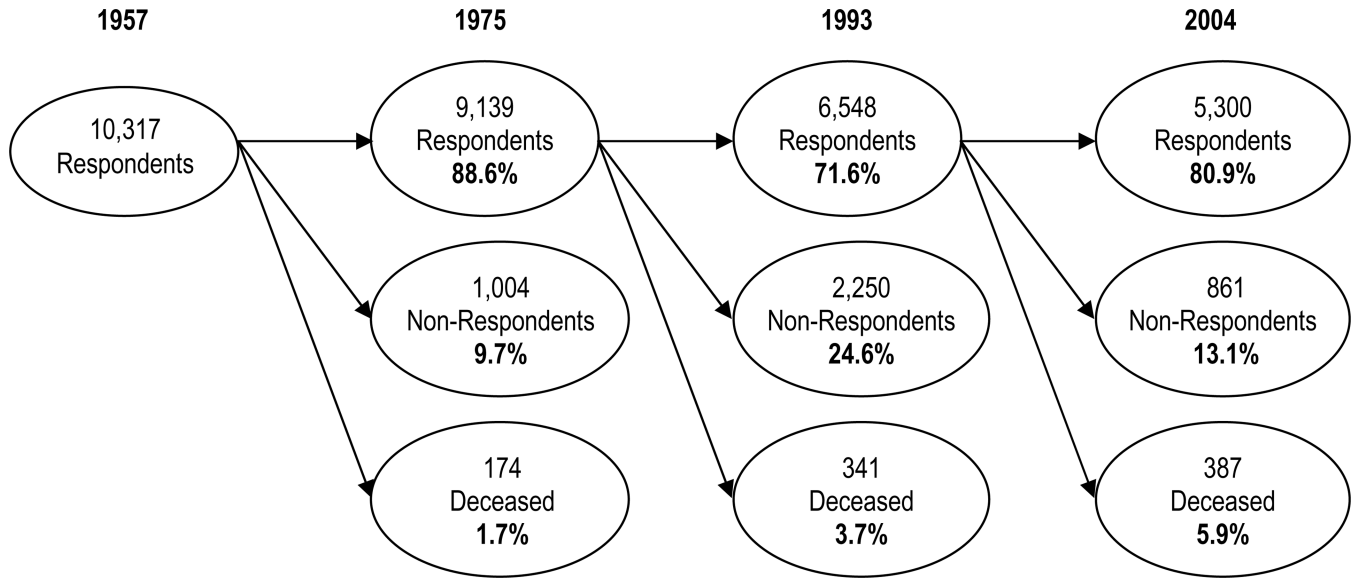 1957
1975
1993
2004
10,317
Respondents
9,139
Respondents
88.6%
6,548
Respondents
71.6%
5,300
Respondents
80.9%
1,004
Non-Respondents
9.7%
2,250
Non-Respondents
24.6%
861
Non-Respondents
13.1%
174
Deceased
1.7%
341
Deceased
3.7%
387
Deceased
5.9%